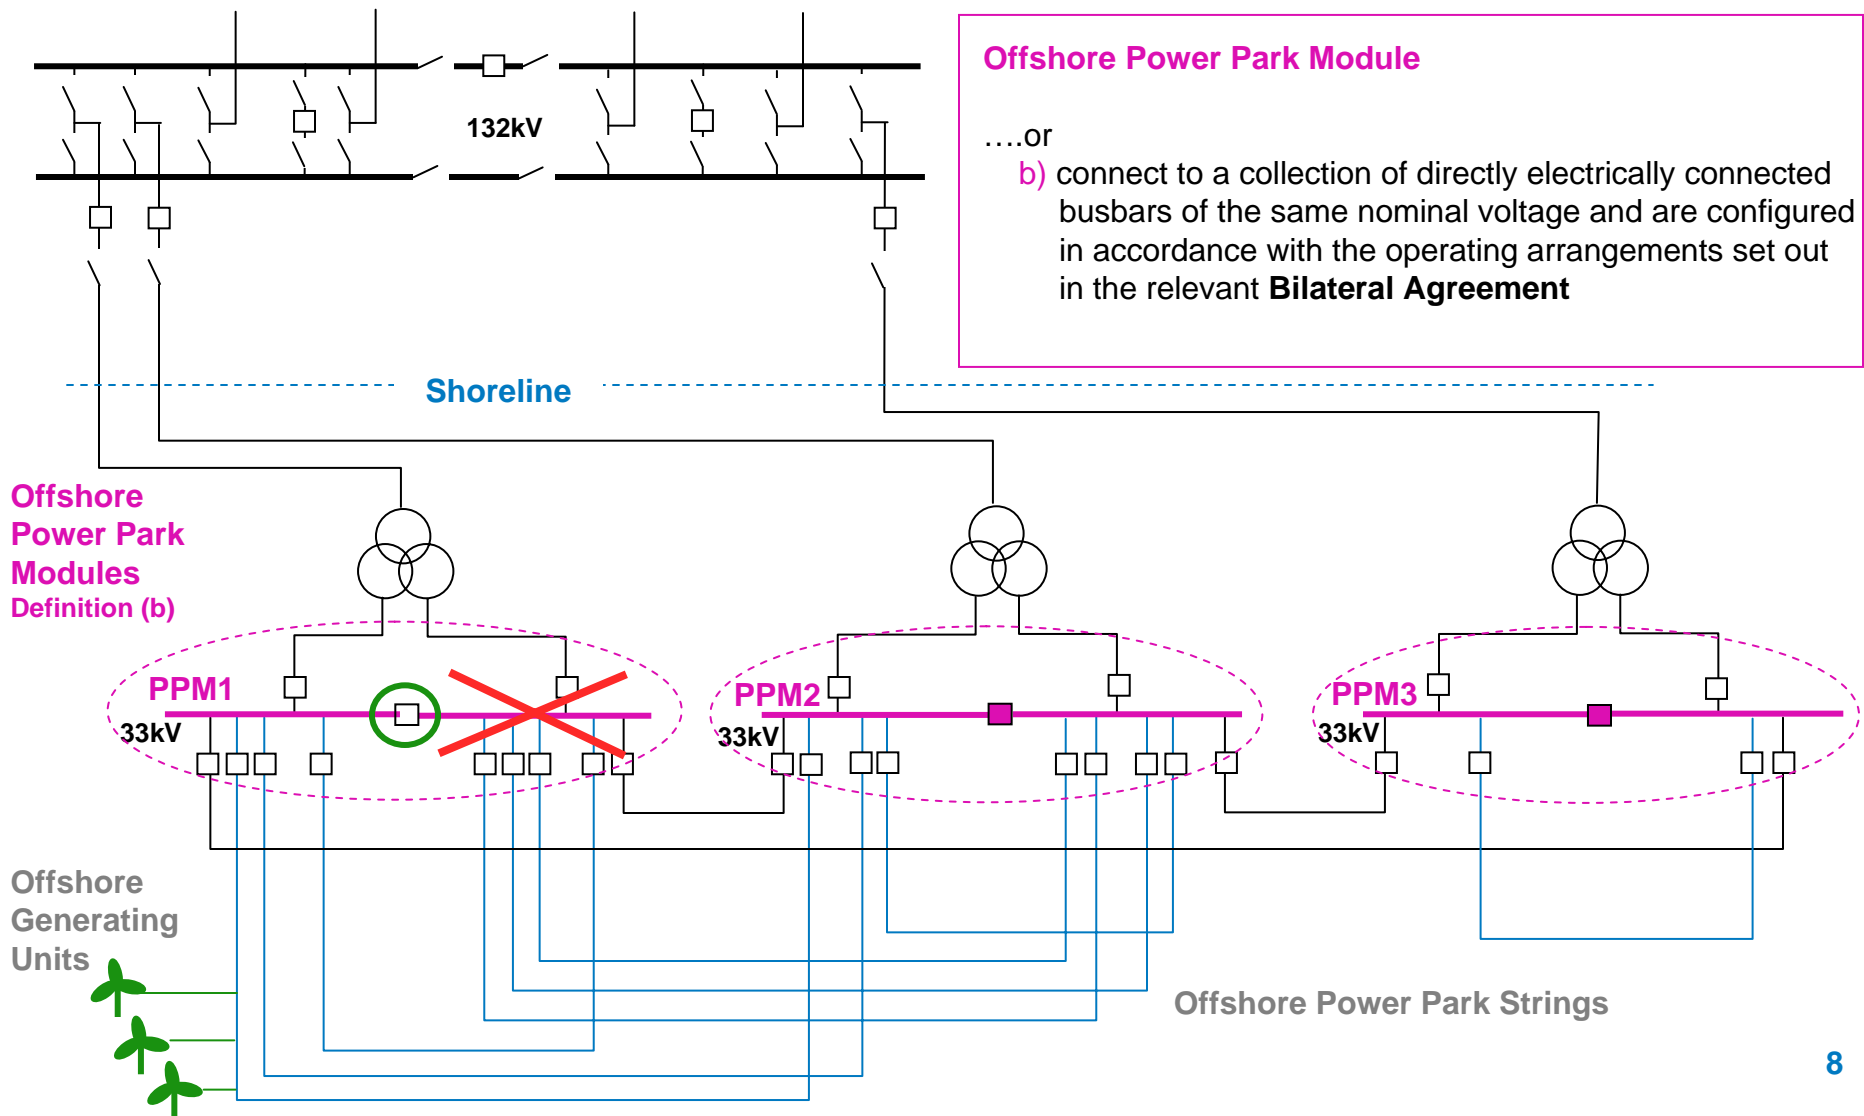 Offshore Power Park Module
….or
b) connect to a collection of directly electrically connected
busbars of the same nominal voltage and are configured
in accordance with the operating arrangements set out
in the relevant Bilateral Agreement
132kV
Shoreline
Offshore
Power Park
Modules
Definition (b)
PPM1
33kV
PPM2
33kV
PPM3
33kV
Offshore
Generating
Units
Offshore Power Park Strings
8